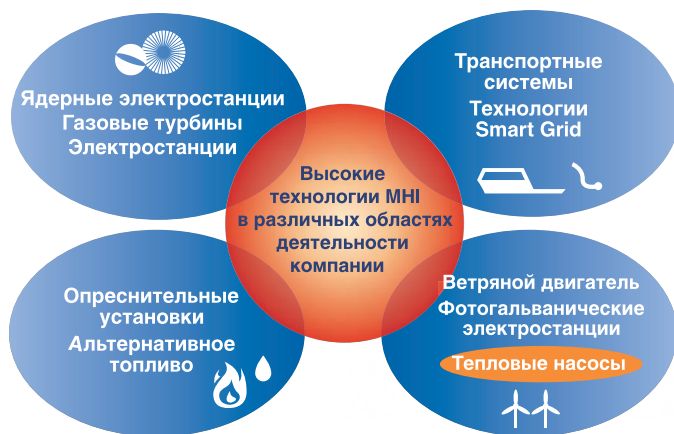 Ядерные электростанции
Газовые турбины
Электростанции
Транспортные
системы
Технологии
Smart Grid
Высокие
технологии MHI
в различных областях
деятельности
компании
Опреснительные
установки
Альтернативное
топливо
Ветряной двигатель
Фотогальванические
электростанции
Тепловые насосы